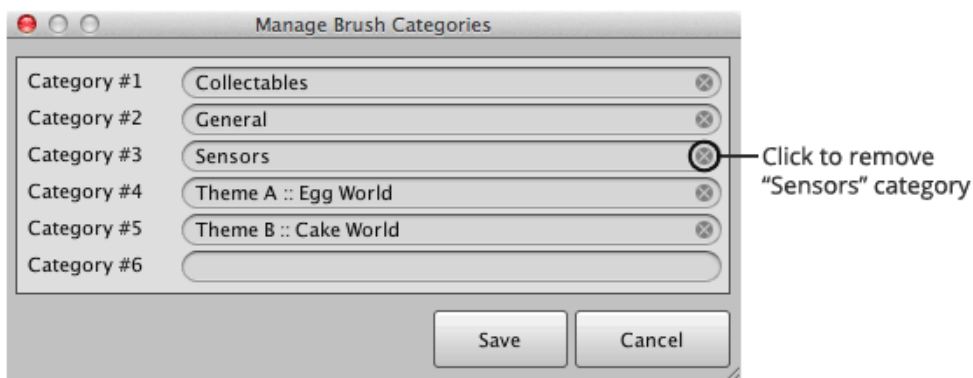 Manage Brush Categories
Category #1 Collectables
Category #2 General
Category #3 Sensors
Click to remove
“Sensors” category
Category #4 Theme A :: Egg World
Category #5 Theme B :: Cake World
Category #6
Save Cancel